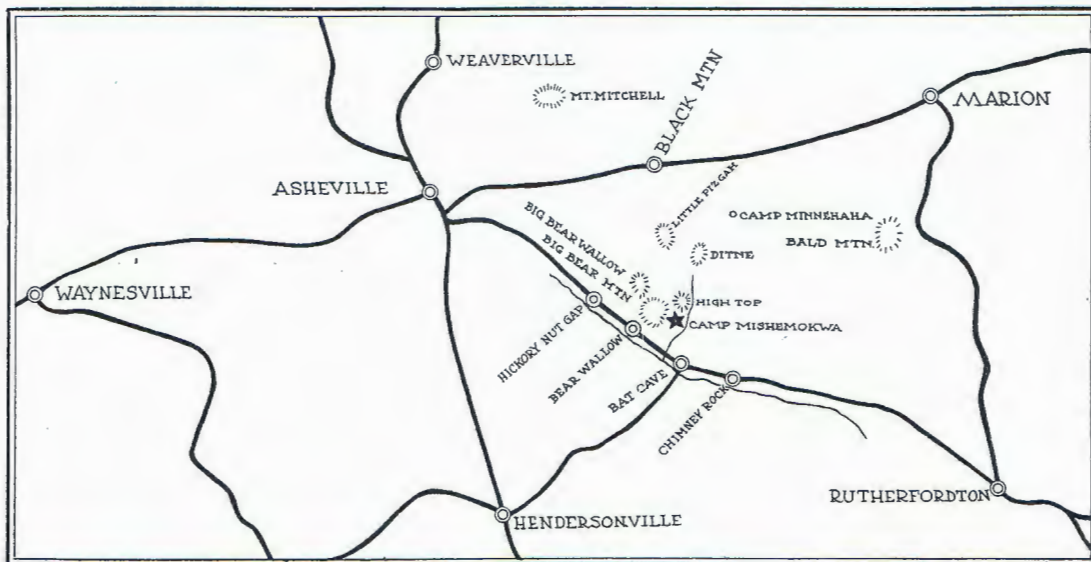 WEAVERVILLE
MT. MITCHELL
BLACK MTN
MARION
ASHEVILLE
LITTLE PIZGAH
CAMP MINNEHAHA
BIG BEAR WALLOW
BALD MTN.
BIG BEAR MTN
DITNE
WAYNESVILLE
HIGH TOP
CAMP MISHEMOKWA
HICKORY NUT GAP
BEAR WALLOW
BAT CAVE
CHIMNEY ROCK
RUTHERFORDTON
HENDERSONVILLE